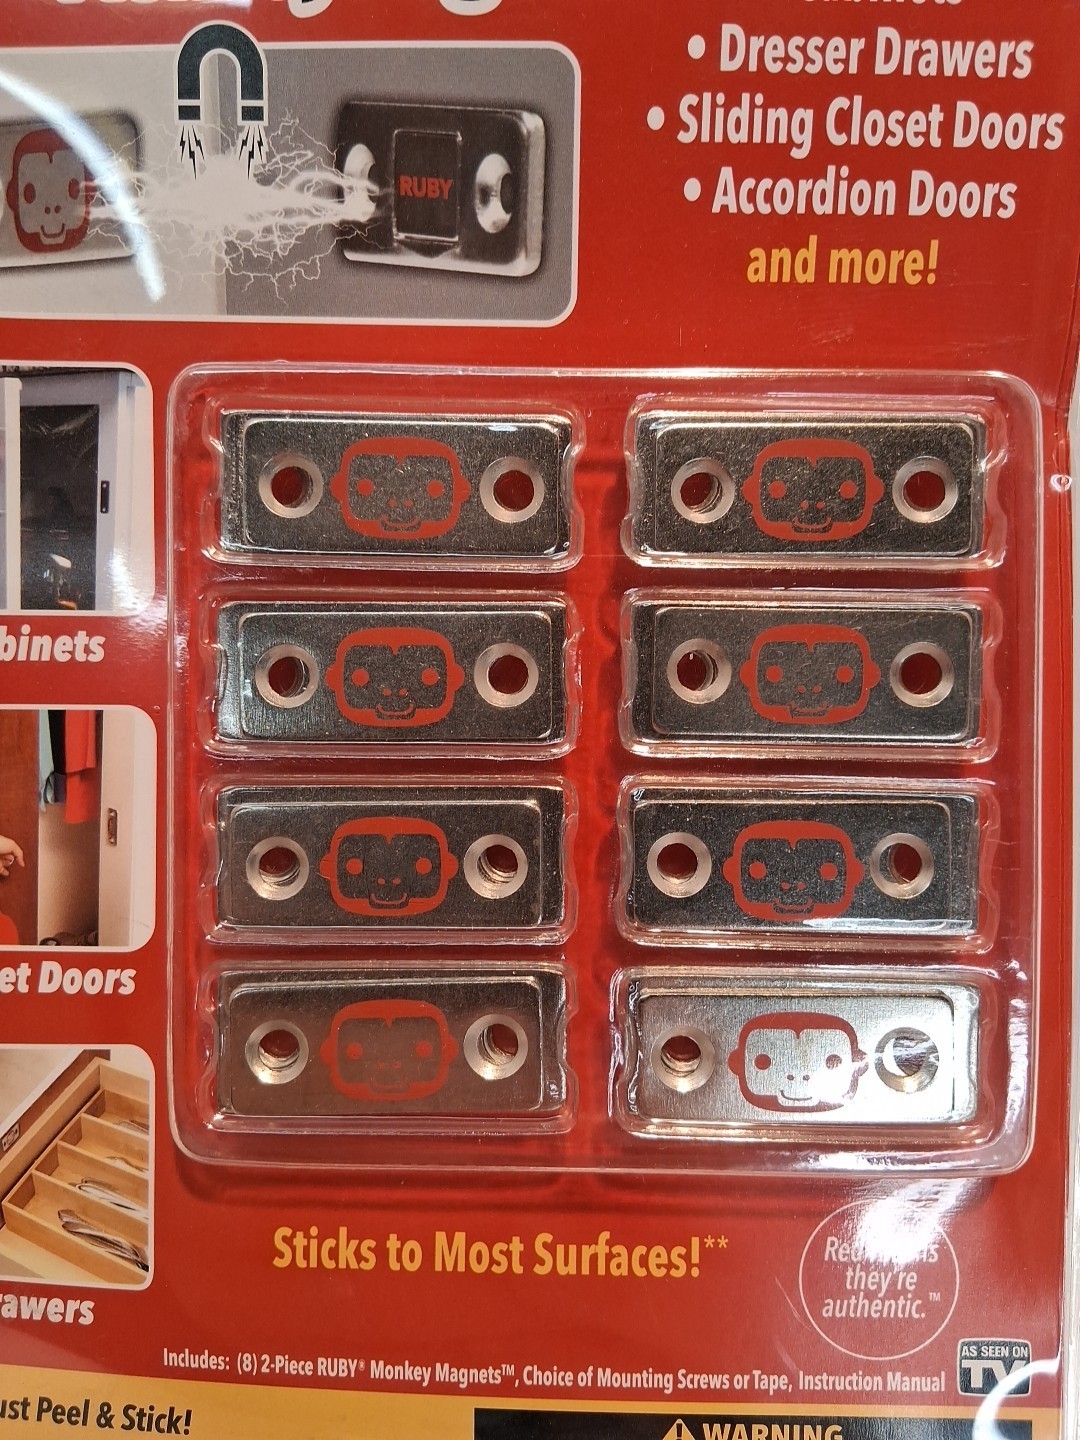 • Dresser Drawers
• Sliding Closet Doors
• Accordion Doors
and more!
RUBY
binets
et Doors
rawers
Sticks to Most Surfaces!**
they're
authentic.™
Includes: (8) 2-Piece RUBY® Monkey Magnets™, Choice of Mounting Screws or Tape, Instruction Manual
AS SEEN ON
TV
ust Peel & Stick!
WARNING